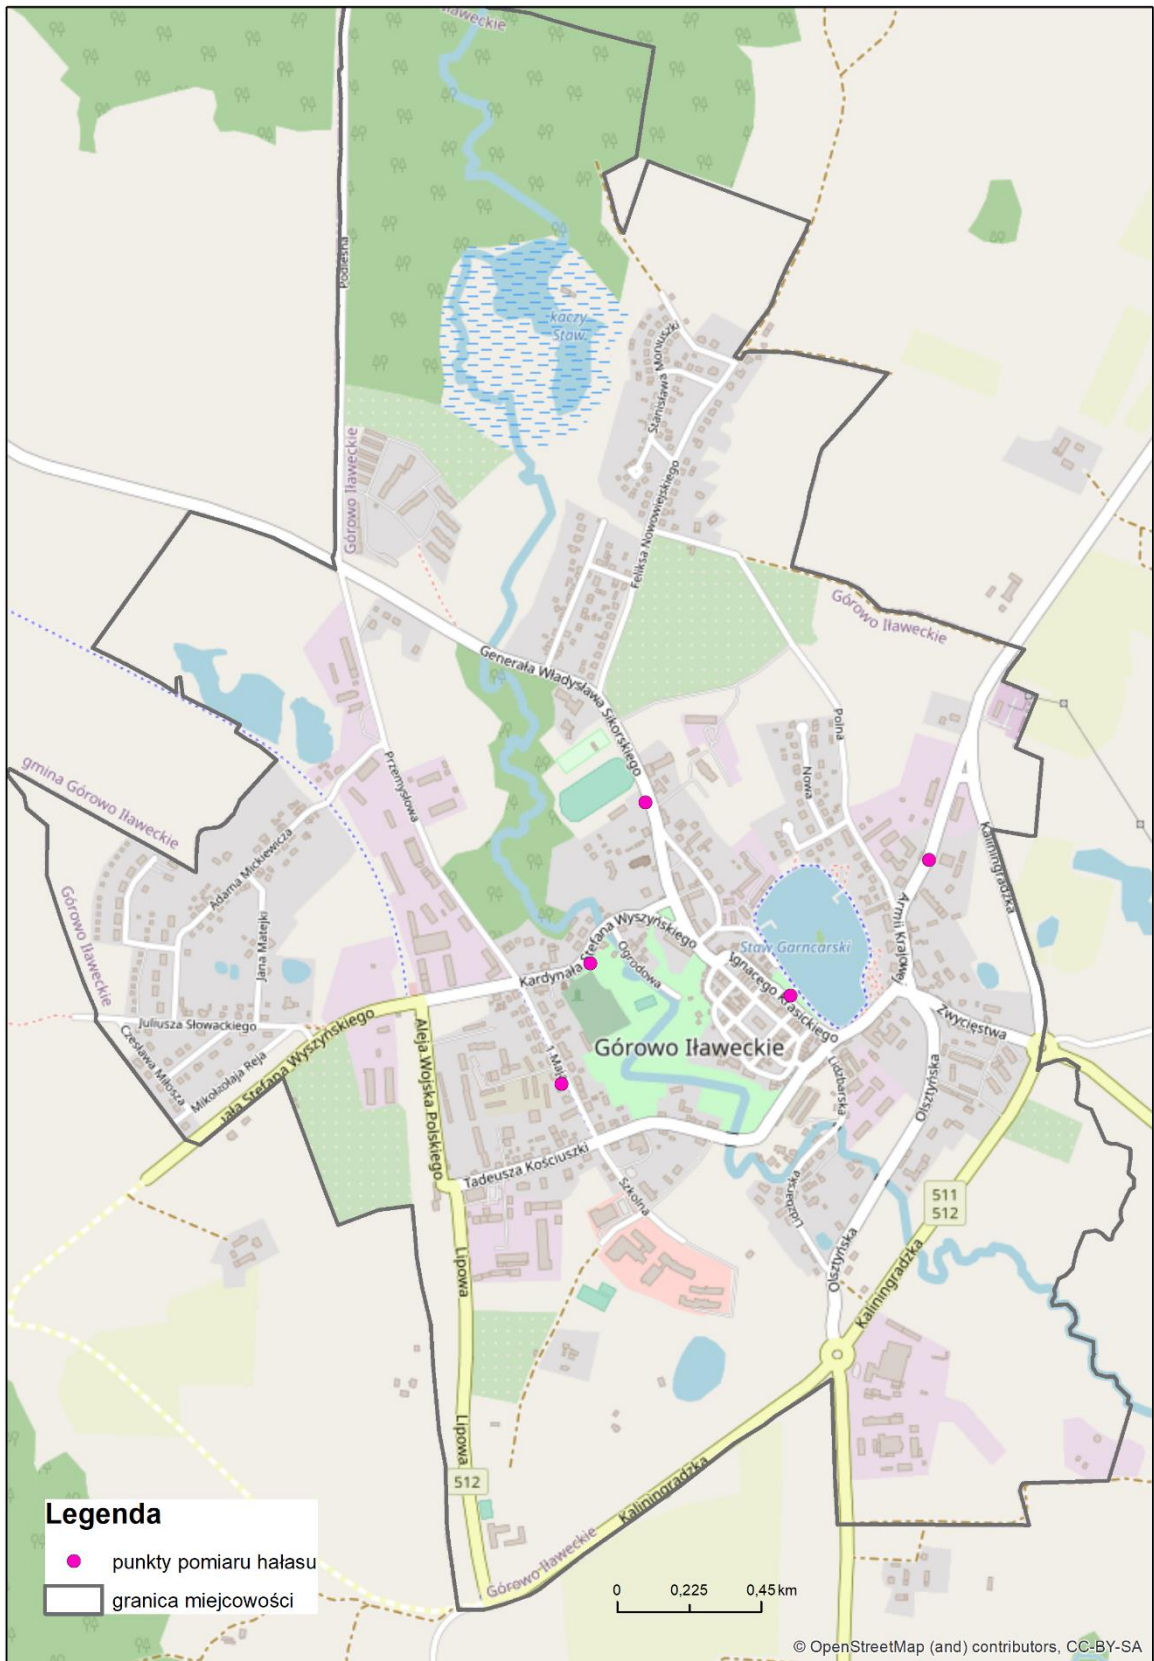 Iławeckie
Podleśna
kaczy
Staw
Stanisława Moniuszki
Górowo Iławeckie
Feliksa Nowowiejskiego
Górowo Iławeckie
Generała Władysława Sikorskiego
Polna
Nowa
Przemysłowa
gmina Górowo Iławeckie
Kaliningradzka
Adama Mickiewicza
Górowo Iławeckie
Jana Matejki
Armii Krajowej
Kardynała Stefana Wyszyńskiego
Ogrodowa
Staw Garncarski
Ignacego Krasickiego
Juliusza Słowackiego
Czesława Miłosza
Mikołzołaja Reja
iała Stefana Wyszyńskiego
Aleja Wojska Polskiego
1 Maja
Górowo Iławeckie
Zwycięstwa
Olsztyńska
Lidzbarska
Tadeusza Kościuszki
Szkolna
Lidzbarska
511
512
Lipowa
Olsztyńska
Kaliningradzka
Lipowa
512
Kaliningradzka
Górowo Iławeckie
Legenda
punkty pomiaru hałasu
granica miejcowości
0 0,225 0,45 km
© OpenStreetMap (and) contributors, CC-BY-SA